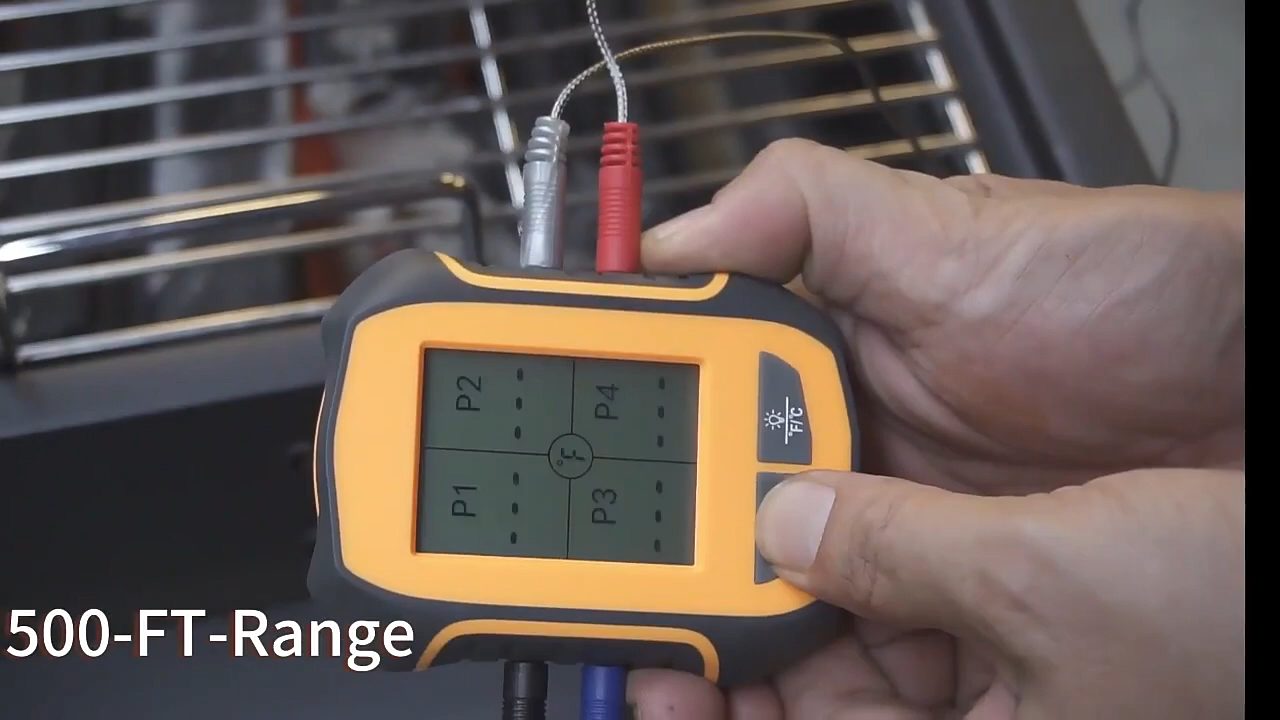 P2 - - -
P4 - - -
°F
P1 - - -
P3 - - -
°F/°C
500-FT-Range